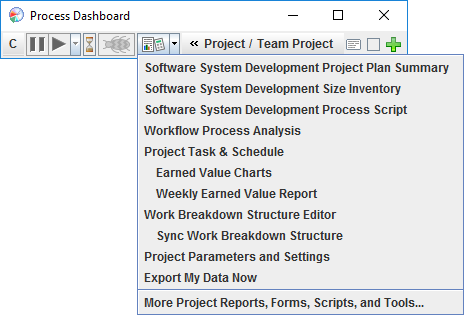 Process Dashboard
C « Project / Team Project
Software System Development Project Plan Summary
Software System Development Size Inventory
Software System Development Process Script
Workflow Process Analysis
Project Task & Schedule
Earned Value Charts
Weekly Earned Value Report
Work Breakdown Structure Editor
Sync Work Breakdown Structure
Project Parameters and Settings
Export My Data Now
More Project Reports, Forms, Scripts, and Tools...